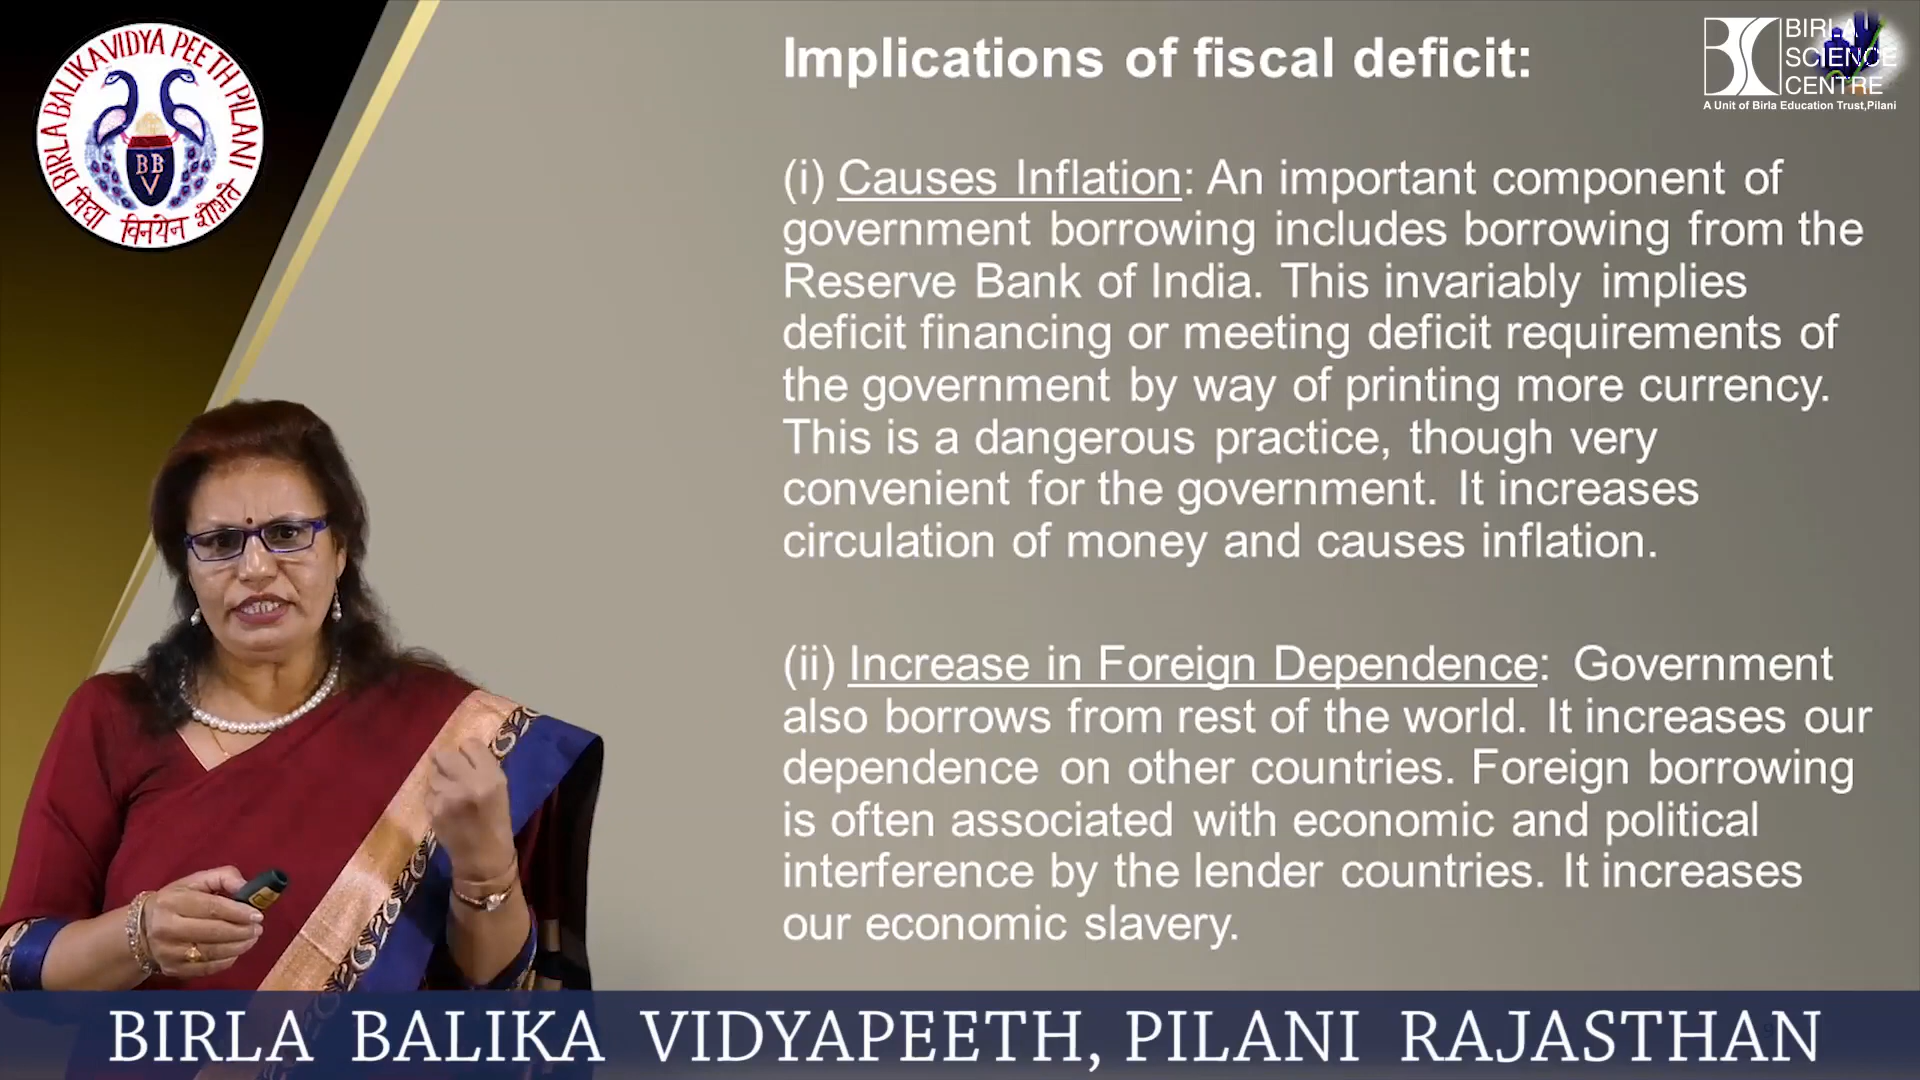 BIRLA BALIKA VIDYA PEETH PILANI
BB
V
विद्या विनयेन शोभते
BIRLA
SCIENCE
CENTRE
A Unit of Birla Education Trust,Pilani
Implications of fiscal deficit:
(i) Causes Inflation: An important component of
government borrowing includes borrowing from the
Reserve Bank of India. This invariably implies
deficit financing or meeting deficit requirements of
the government by way of printing more currency.
This is a dangerous practice, though very
convenient for the government. It increases
circulation of money and causes inflation.
(ii) Increase in Foreign Dependence: Government
also borrows from rest of the world. It increases our
dependence on other countries. Foreign borrowing
is often associated with economic and political
interference by the lender countries. It increases
our economic slavery.
BIRLA BALIKA VIDYAPEETH, PILANI RAJASTHAN